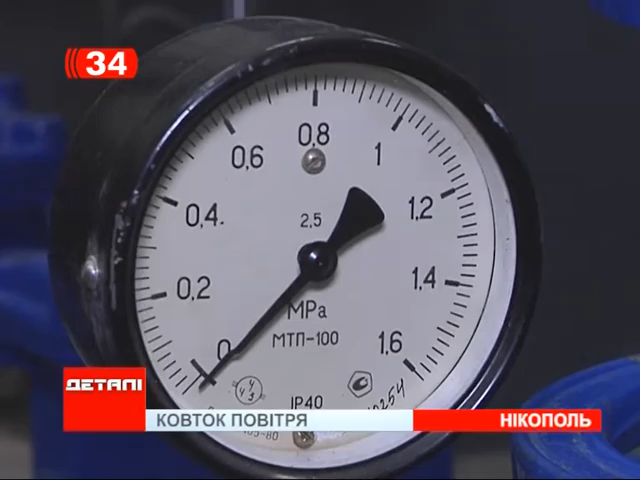 34
0,8
0,6
1
0,4
2,5
1,2
0,2
1,4
МРа
МТП-100
0
1,6
IP40
ДЕТАЛІ
КОВТОК ПОВІТРЯ
НІКОПОЛЬ